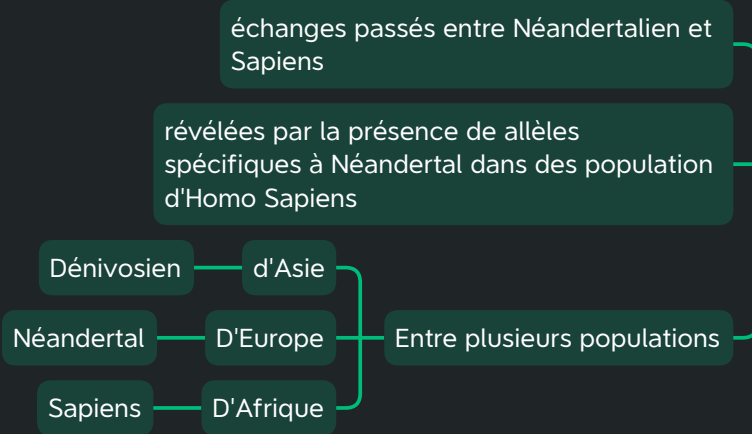 échanges passés entre Néandertalien et
Sapiens
révélées par la présence de allèles
spécifiques à Néandertal dans des population
d'Homo Sapiens
Dénivosien
d'Asie
Néandertal
D'Europe
Entre plusieurs populations
Sapiens
D'Afrique